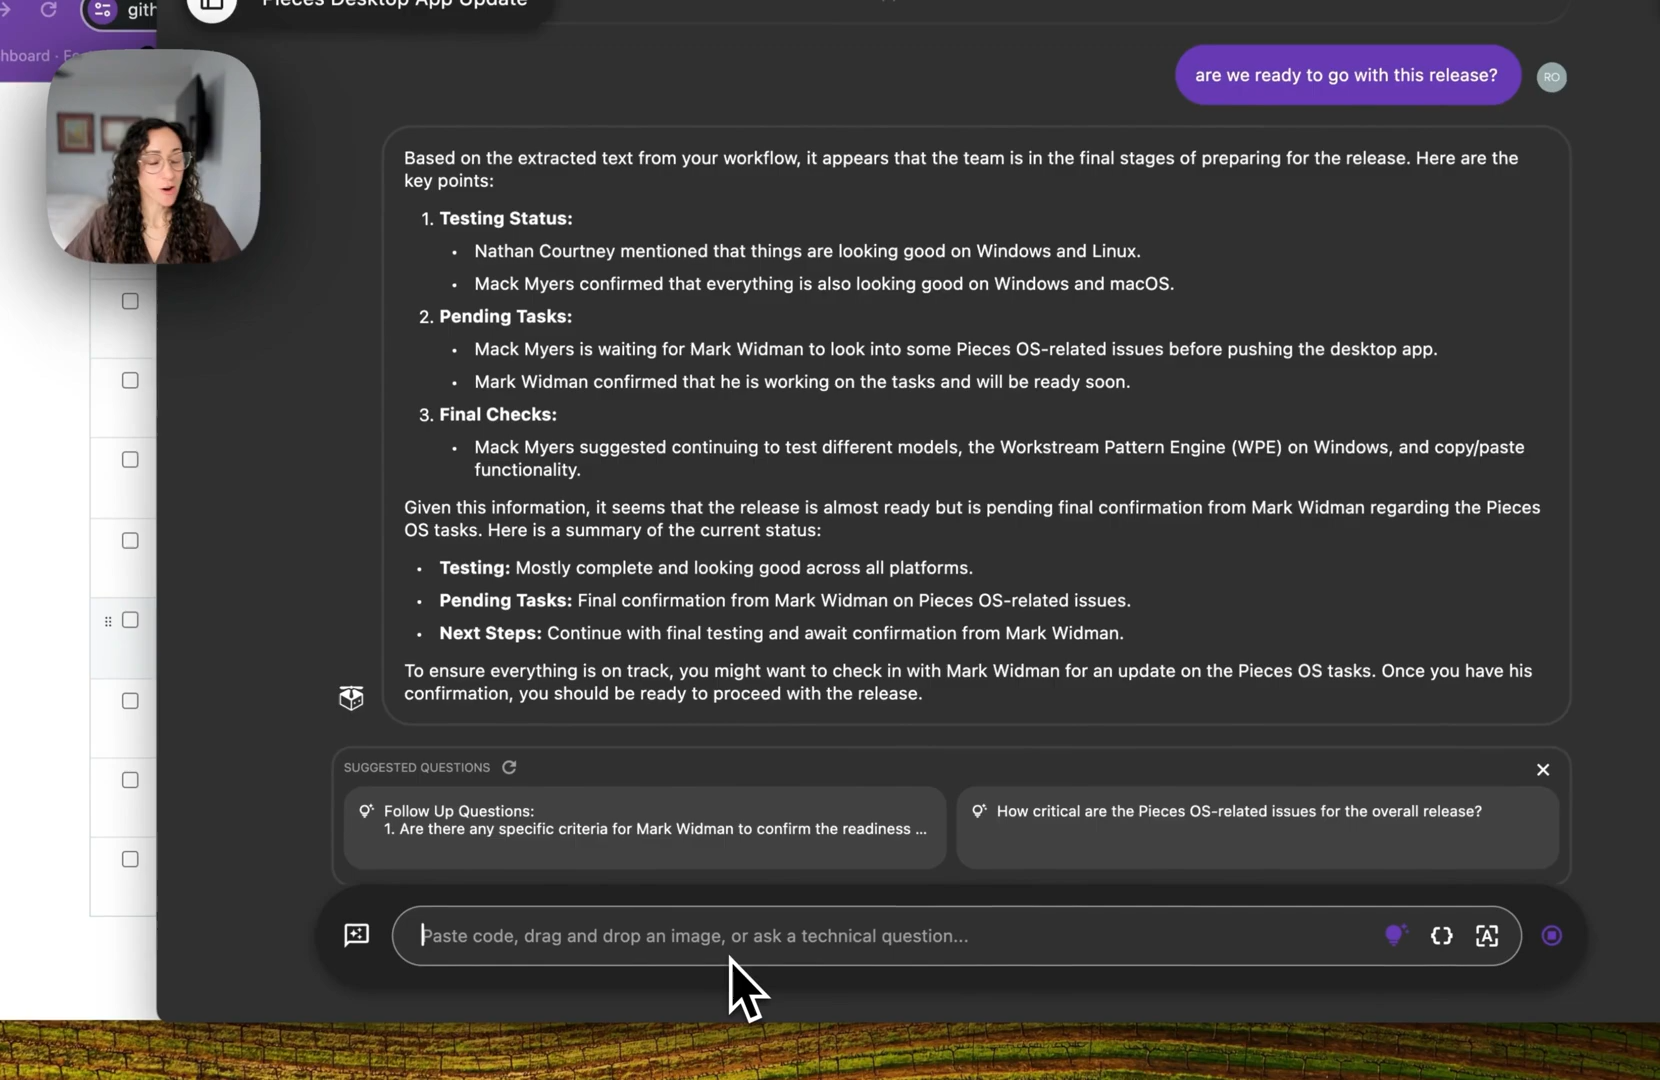 gith
Pieces Desktop App Update
hboard
are we ready to go with this release?
RO
Based on the extracted text from your workflow, it appears that the team is in the final stages of preparing for the release. Here are the
key points:
1. Testing Status:
• Nathan Courtney mentioned that things are looking good on Windows and Linux.
• Mack Myers confirmed that everything is also looking good on Windows and macOS.
2. Pending Tasks:
• Mack Myers is waiting for Mark Widman to look into some Pieces OS-related issues before pushing the desktop app.
• Mark Widman confirmed that he is working on the tasks and will be ready soon.
3. Final Checks:
• Mack Myers suggested continuing to test different models, the Workstream Pattern Engine (WPE) on Windows, and copy/paste
functionality.
Given this information, it seems that the release is almost ready but is pending final confirmation from Mark Widman regarding the Pieces
OS tasks. Here is a summary of the current status:
• Testing: Mostly complete and looking good across all platforms.
• Pending Tasks: Final confirmation from Mark Widman on Pieces OS-related issues.
• Next Steps: Continue with final testing and await confirmation from Mark Widman.
To ensure everything is on track, you might want to check in with Mark Widman for an update on the Pieces OS tasks. Once you have his
confirmation, you should be ready to proceed with the release.
SUGGESTED QUESTIONS
Follow Up Questions:
1. Are there any specific criteria for Mark Widman to confirm the readiness ...
How critical are the Pieces OS-related issues for the overall release?
Paste code, drag and drop an image, or ask a technical question...